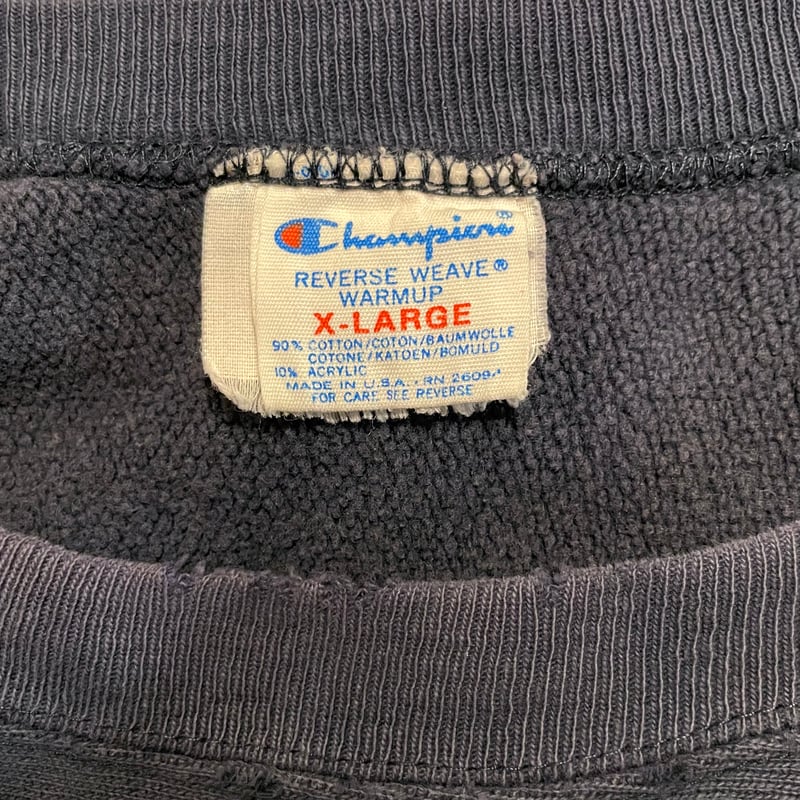 Champion®
REVERSE WEAVE®
WARMUP
X-LARGE
90% COTTON/COTON/BAUMWOLLE
COTONE/KATOEN/BOMULD
10% ACRYLIC
MADE IN U.S.A. RN 26094
FOR CARE SEE REVERSE